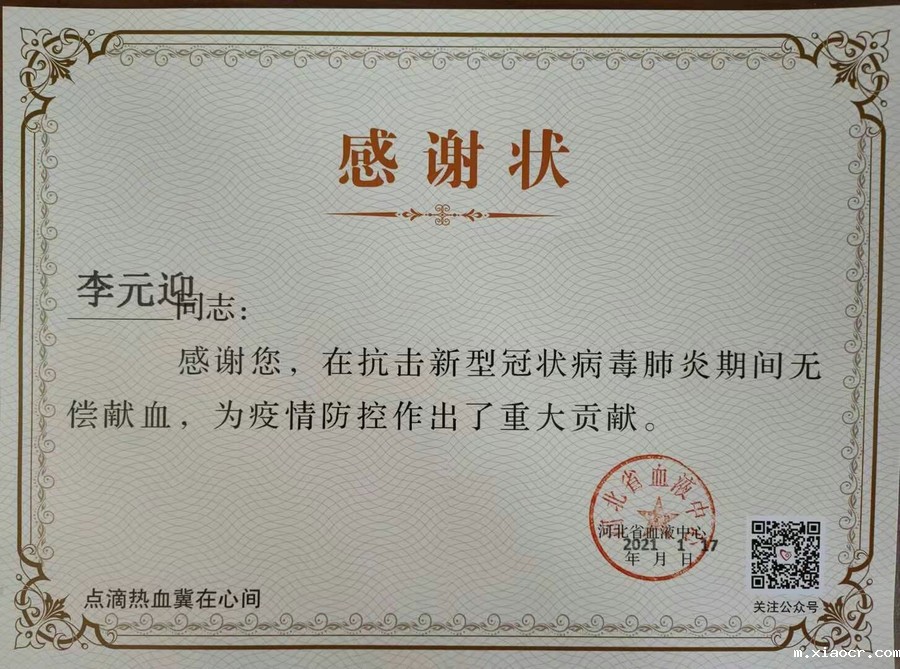 感谢状
李元迎同志：
感谢您，在抗击新型冠状病毒肺炎期间无
偿献血，为疫情防控作出了重大贡献。
河北省血液中心
河北省血液中心
2021 1 17
年 月 日
点滴热血冀在心间
关注公众号
m.xiaocr.com